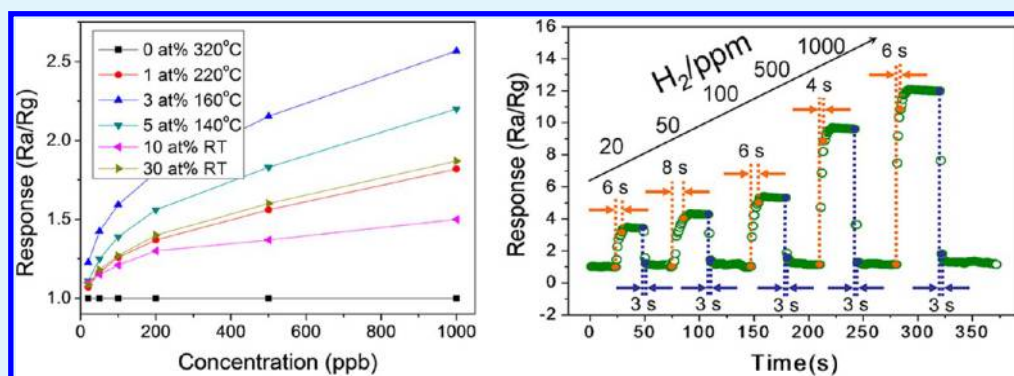 0 at% 320°C
1 at% 220°C
3 at% 160°C
5 at% 140°C
10 at% RT
30 at% RT
Response (Ra/Rg)
2.5
2.0
1.5
1.0
0 200 400 600 800 1000
Concentration (ppb)
H2/ppm
20 50 100 500 1000
6 s 8 s 6 s 4 s 6 s
3 s 3 s 3 s 3 s 3 s
Response (Ra/Rg)
16
14
12
10
8
6
4
2
0
-2
0 50 100 150 200 250 300 350
Time(s)